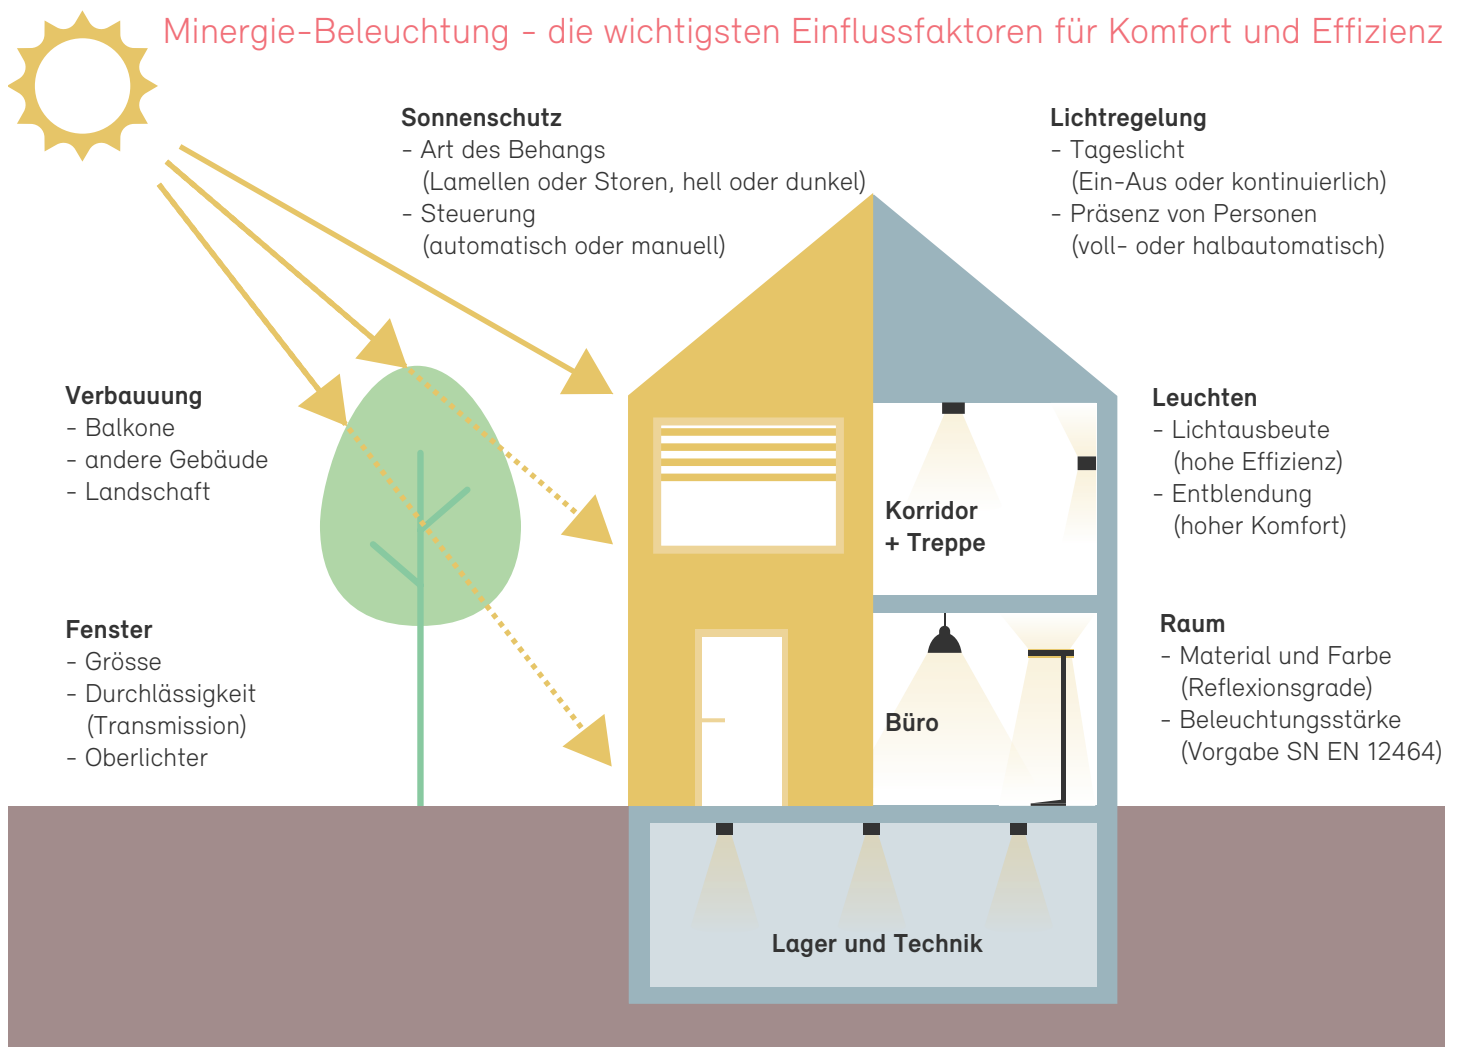 Minergie-Beleuchtung - die wichtigsten Einflussfaktoren für Komfort und Effizienz
Sonnenschutz
- Art des Behangs
(Lamellen oder Storen, hell oder dunkel)
- Steuerung
(automatisch oder manuell)
Lichtregelung
- Tageslicht
(Ein-Aus oder kontinuierlich)
- Präsenz von Personen
(voll- oder halbautomatisch)
Verbauuung
- Balkone
- andere Gebäude
- Landschaft
Leuchten
- Lichtausbeute
(hohe Effizienz)
- Entblendung
(hoher Komfort)
Korridor
+ Treppe
Fenster
- Grösse
- Durchlässigkeit
(Transmission)
- Oberlichter
Raum
- Material und Farbe
(Reflexionsgrade)
- Beleuchtungsstärke
(Vorgabe SN EN 12464)
Büro
Lager und Technik